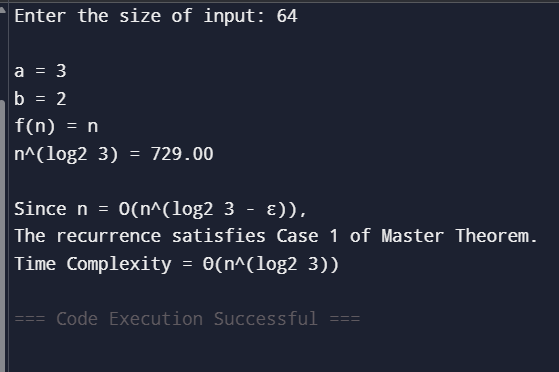 Enter the size of input: 64
a = 3
b = 2
f(n) = n
n^(log2 3) = 729.00
Since n = O(n^(log2 3 - ε)),
The recurrence satisfies Case 1 of Master Theorem.
Time Complexity = Θ(n^(log2 3))
=== Code Execution Successful ===